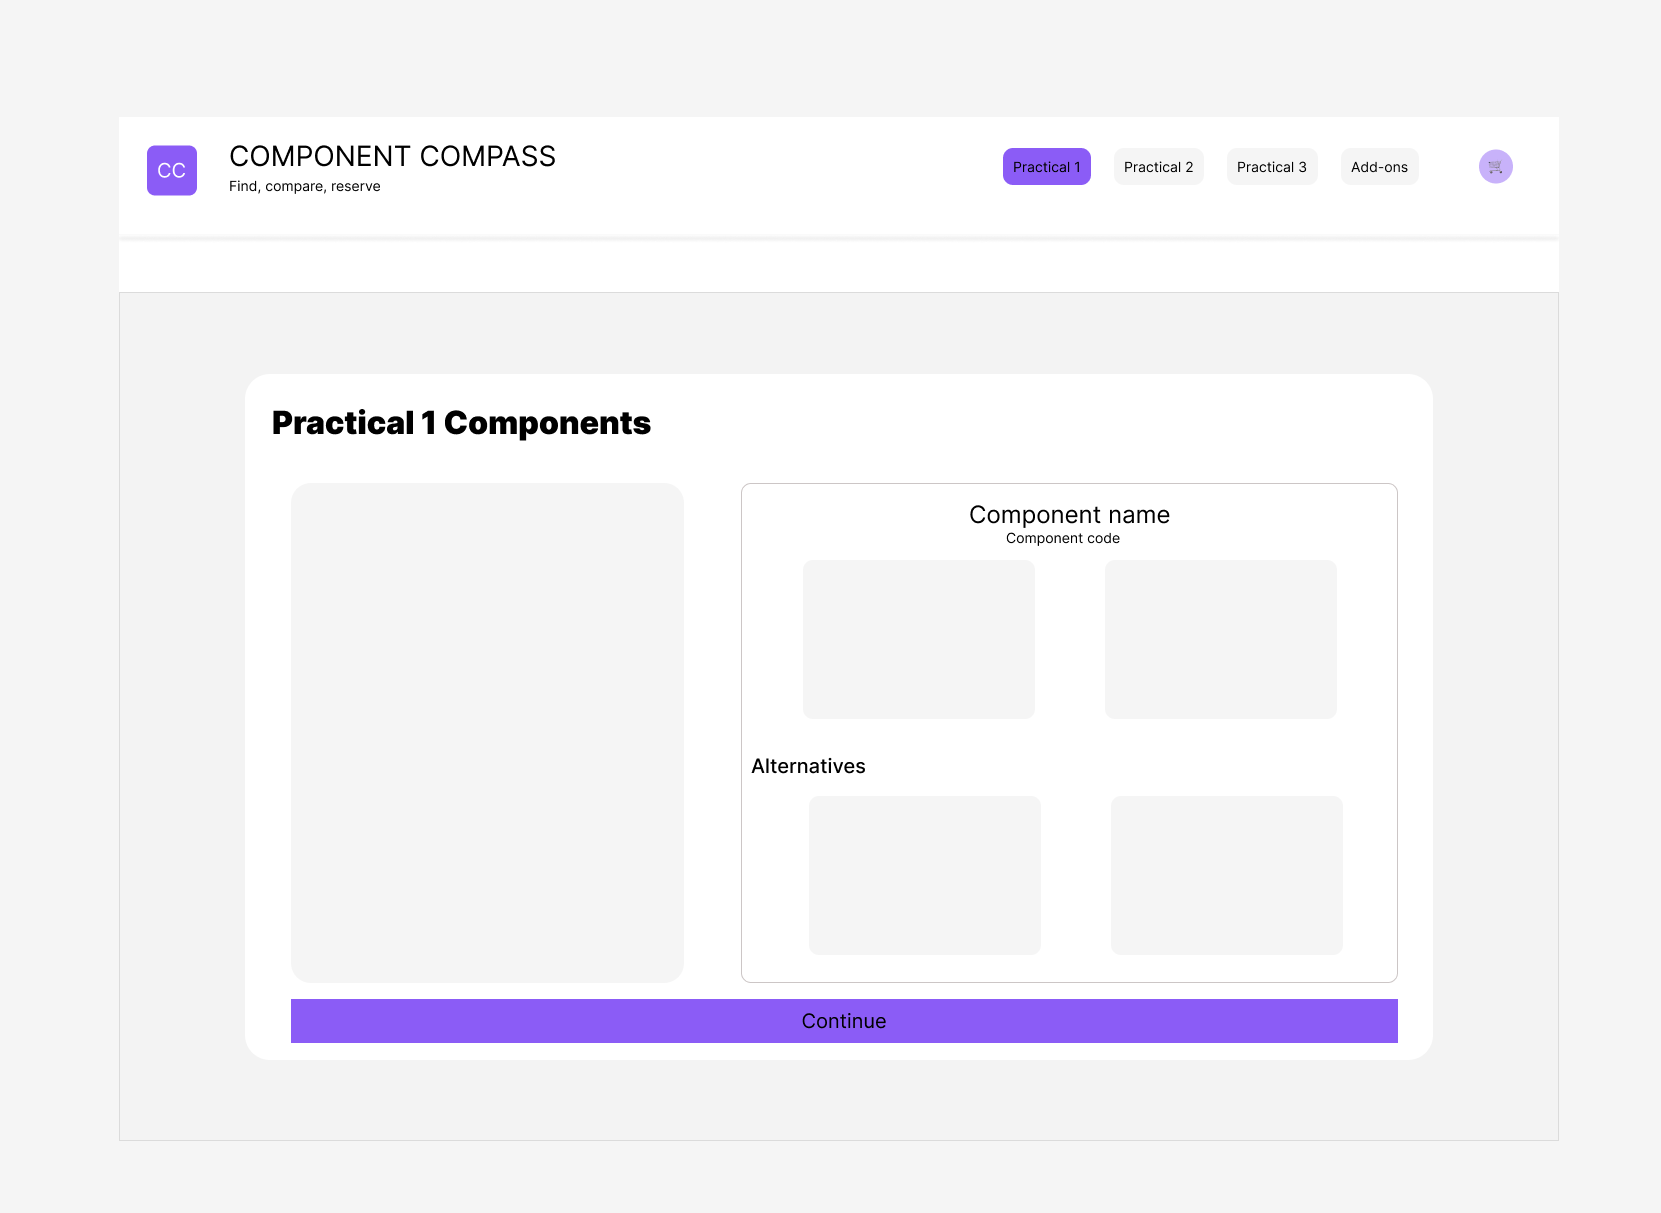 CC
COMPONENT COMPASS
Find, compare, reserve
Practical 1
Practical 2
Practical 3
Add-ons
Practical 1 Components
Component name
Component code
Alternatives
Continue